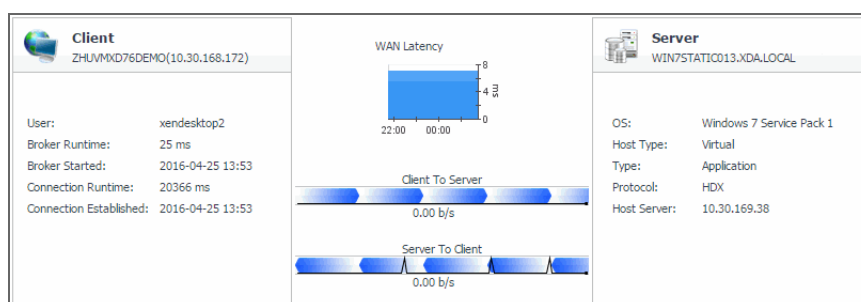 Client
ZHUVMXD76DEMO(10.30.168.172)
User: xendesktop2
Broker Runtime: 25 ms
Broker Started: 2016-04-25 13:53
Connection Runtime: 20366 ms
Connection Established: 2016-04-25 13:53
WAN Latency
8
4
0
ms
22:00 00:00
Client To Server
0.00 b/s
Server To Client
0.00 b/s
Server
WIN7STATIC013.XDA.LOCAL
OS: Windows 7 Service Pack 1
Host Type: Virtual
Type: Application
Protocol: HDX
Host Server: 10.30.169.38